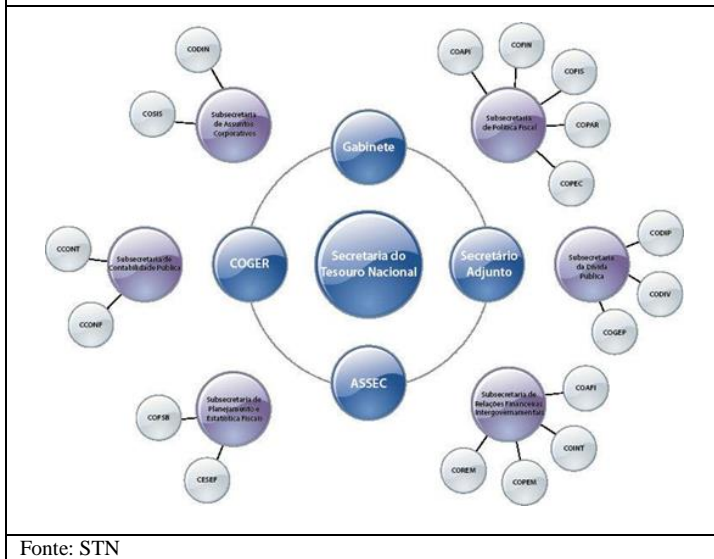 CODIN
COSIS
Subsecretaria
de Assuntos
Corporativos
COAPI
COFIN
COFIS
COPAR
COPEC
Subsecretaria
de Política Fiscal
Gabinete
COGER
Secretaria do
Tesouro Nacional
Secretário
Adjunto
ASSEC
CCONT
CCONF
Subsecretaria de
Contabilidade Pública
CODIP
CODIV
COGEP
Subsecretaria
da Dívida
Pública
COFSB
CESEF
Subsecretaria de
Planejamento e
Estatística Fiscais
Subsecretaria de
Relações Financeiras
Intergovernamentais
COAPI
COINT
COPEM
COREM
Fonte: STN